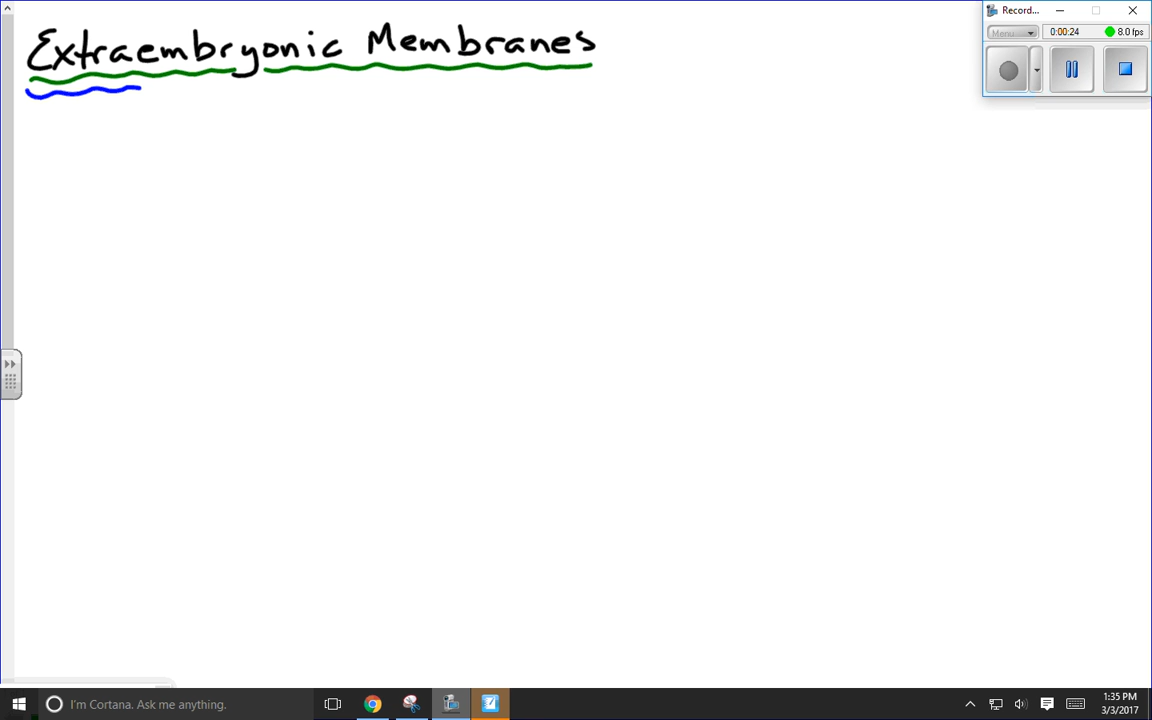 Extraembryonic Membranes
Record...
Menu
0:00:24
8.0 fps
I'm Cortana. Ask me anything.
1:35 PM
3/3/2017